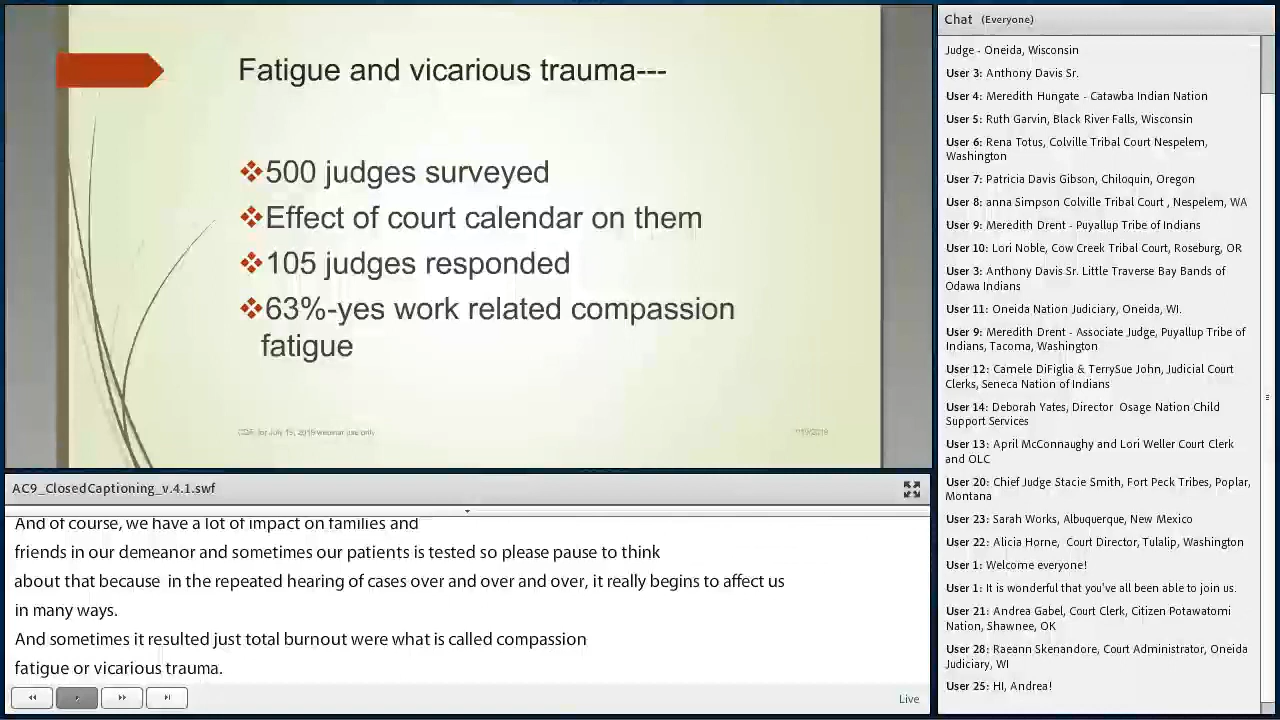 Fatigue and vicarious trauma---
500 judges surveyed
Effect of court calendar on them
105 judges responded
63%-yes work related compassion
fatigue
for July 19, 2019 webinar use only
AC9_ClosedCaptioning_v.4.1.swf
And of course, we have a lot of impact on families and
friends in our demeanor and sometimes our patients is tested so please pause to think
about that because in the repeated hearing of cases over and over and over, it really begins to affect us
in many ways.
And sometimes it resulted just total burnout were what is called compassion
fatigue or vicarious trauma.
Live
Chat (Everyone)
Judge - Oneida, Wisconsin
User 3: Anthony Davis Sr.
User 4: Meredith Hungate - Catawba Indian Nation
User 5: Ruth Garvin, Black River Falls, Wisconsin
User 6: Rena Totus, Colville Tribal Court Nespelem,
Washington
User 7: Patricia Davis Gibson, Chiloquin, Oregon
User 8: anna Simpson Colville Tribal Court , Nespelem, WA
User 9: Meredith Drent - Puyallup Tribe of Indians
User 10: Lori Noble, Cow Creek Tribal Court, Roseburg, OR
User 3: Anthony Davis Sr. Little Traverse Bay Bands of
Odawa Indians
User 11: Oneida Nation Judiciary, Oneida, WI.
User 9: Meredith Drent - Associate Judge, Puyallup Tribe of
Indians, Tacoma, Washington
User 12: Camele DiFiglia & TerrySue John, Judicial Court
Clerks, Seneca Nation of Indians
User 14: Deborah Yates, Director Osage Nation Child
Support Services
User 13: April McConnaughy and Lori Weller Court Clerk
and OLC
User 20: Chief Judge Stacie Smith, Fort Peck Tribes, Poplar,
Montana
User 23: Sarah Works, Albuquerque, New Mexico
User 22: Alicia Horne, Court Director, Tulalip, Washington
User 1: Welcome everyone!
User 1: It is wonderful that you've all been able to join us.
User 21: Andrea Gabel, Court Clerk, Citizen Potawatomi
Nation, Shawnee, OK
User 28: Raeann Skenandore, Court Administrator, Oneida
Judiciary, WI
User 25: HI, Andrea!